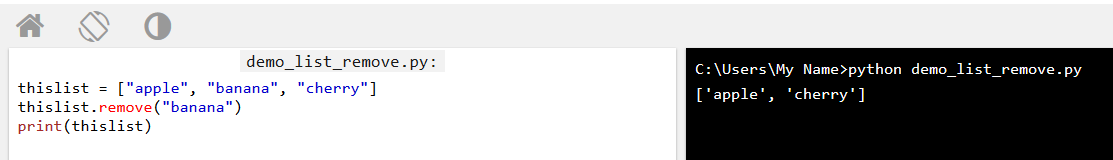 demo_list_remove.py:
thislist = ["apple", "banana", "cherry"]
thislist.remove("banana")
print(thislist)
C:\Users\My Name>python demo_list_remove.py
['apple', 'cherry']